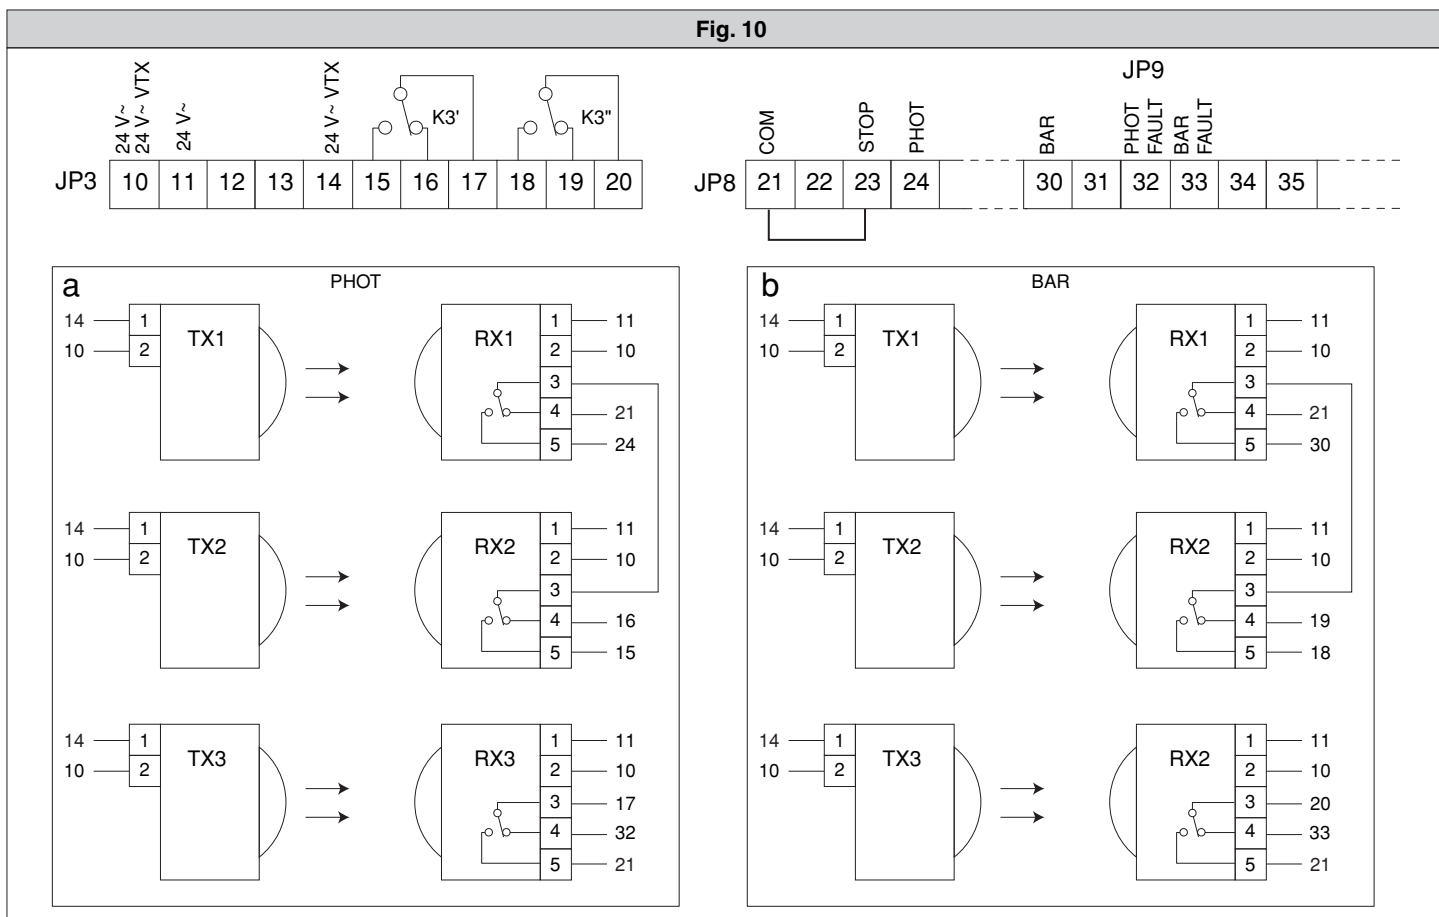 Fig. 10
24 V~
24 V~ VTX
24 V~
24 V~ VTX
K3'
K3"
JP3 10 11 12 13 14 15 16 17 18 19 20
JP9
COM
STOP
PHOT
BAR
PHOT
FAULT
BAR
FAULT
JP8 21 22 23 24 30 31 32 33 34 35
a PHOT
14 1 TX1 RX1 1 11
10 2 2 10
3
4 21
5 24
14 1 TX2 RX2 1 11
10 2 2 10
3
4 16
5 15
14 1 TX3 RX3 1 11
10 2 2 10
3 17
4 32
5 21
b BAR
14 1 TX1 RX1 1 11
10 2 2 10
3
4 21
5 30
14 1 TX2 RX2 1 11
10 2 2 10
3
4 19
5 18
14 1 TX3 RX2 1 11
10 2 2 10
3 20
4 33
5 21